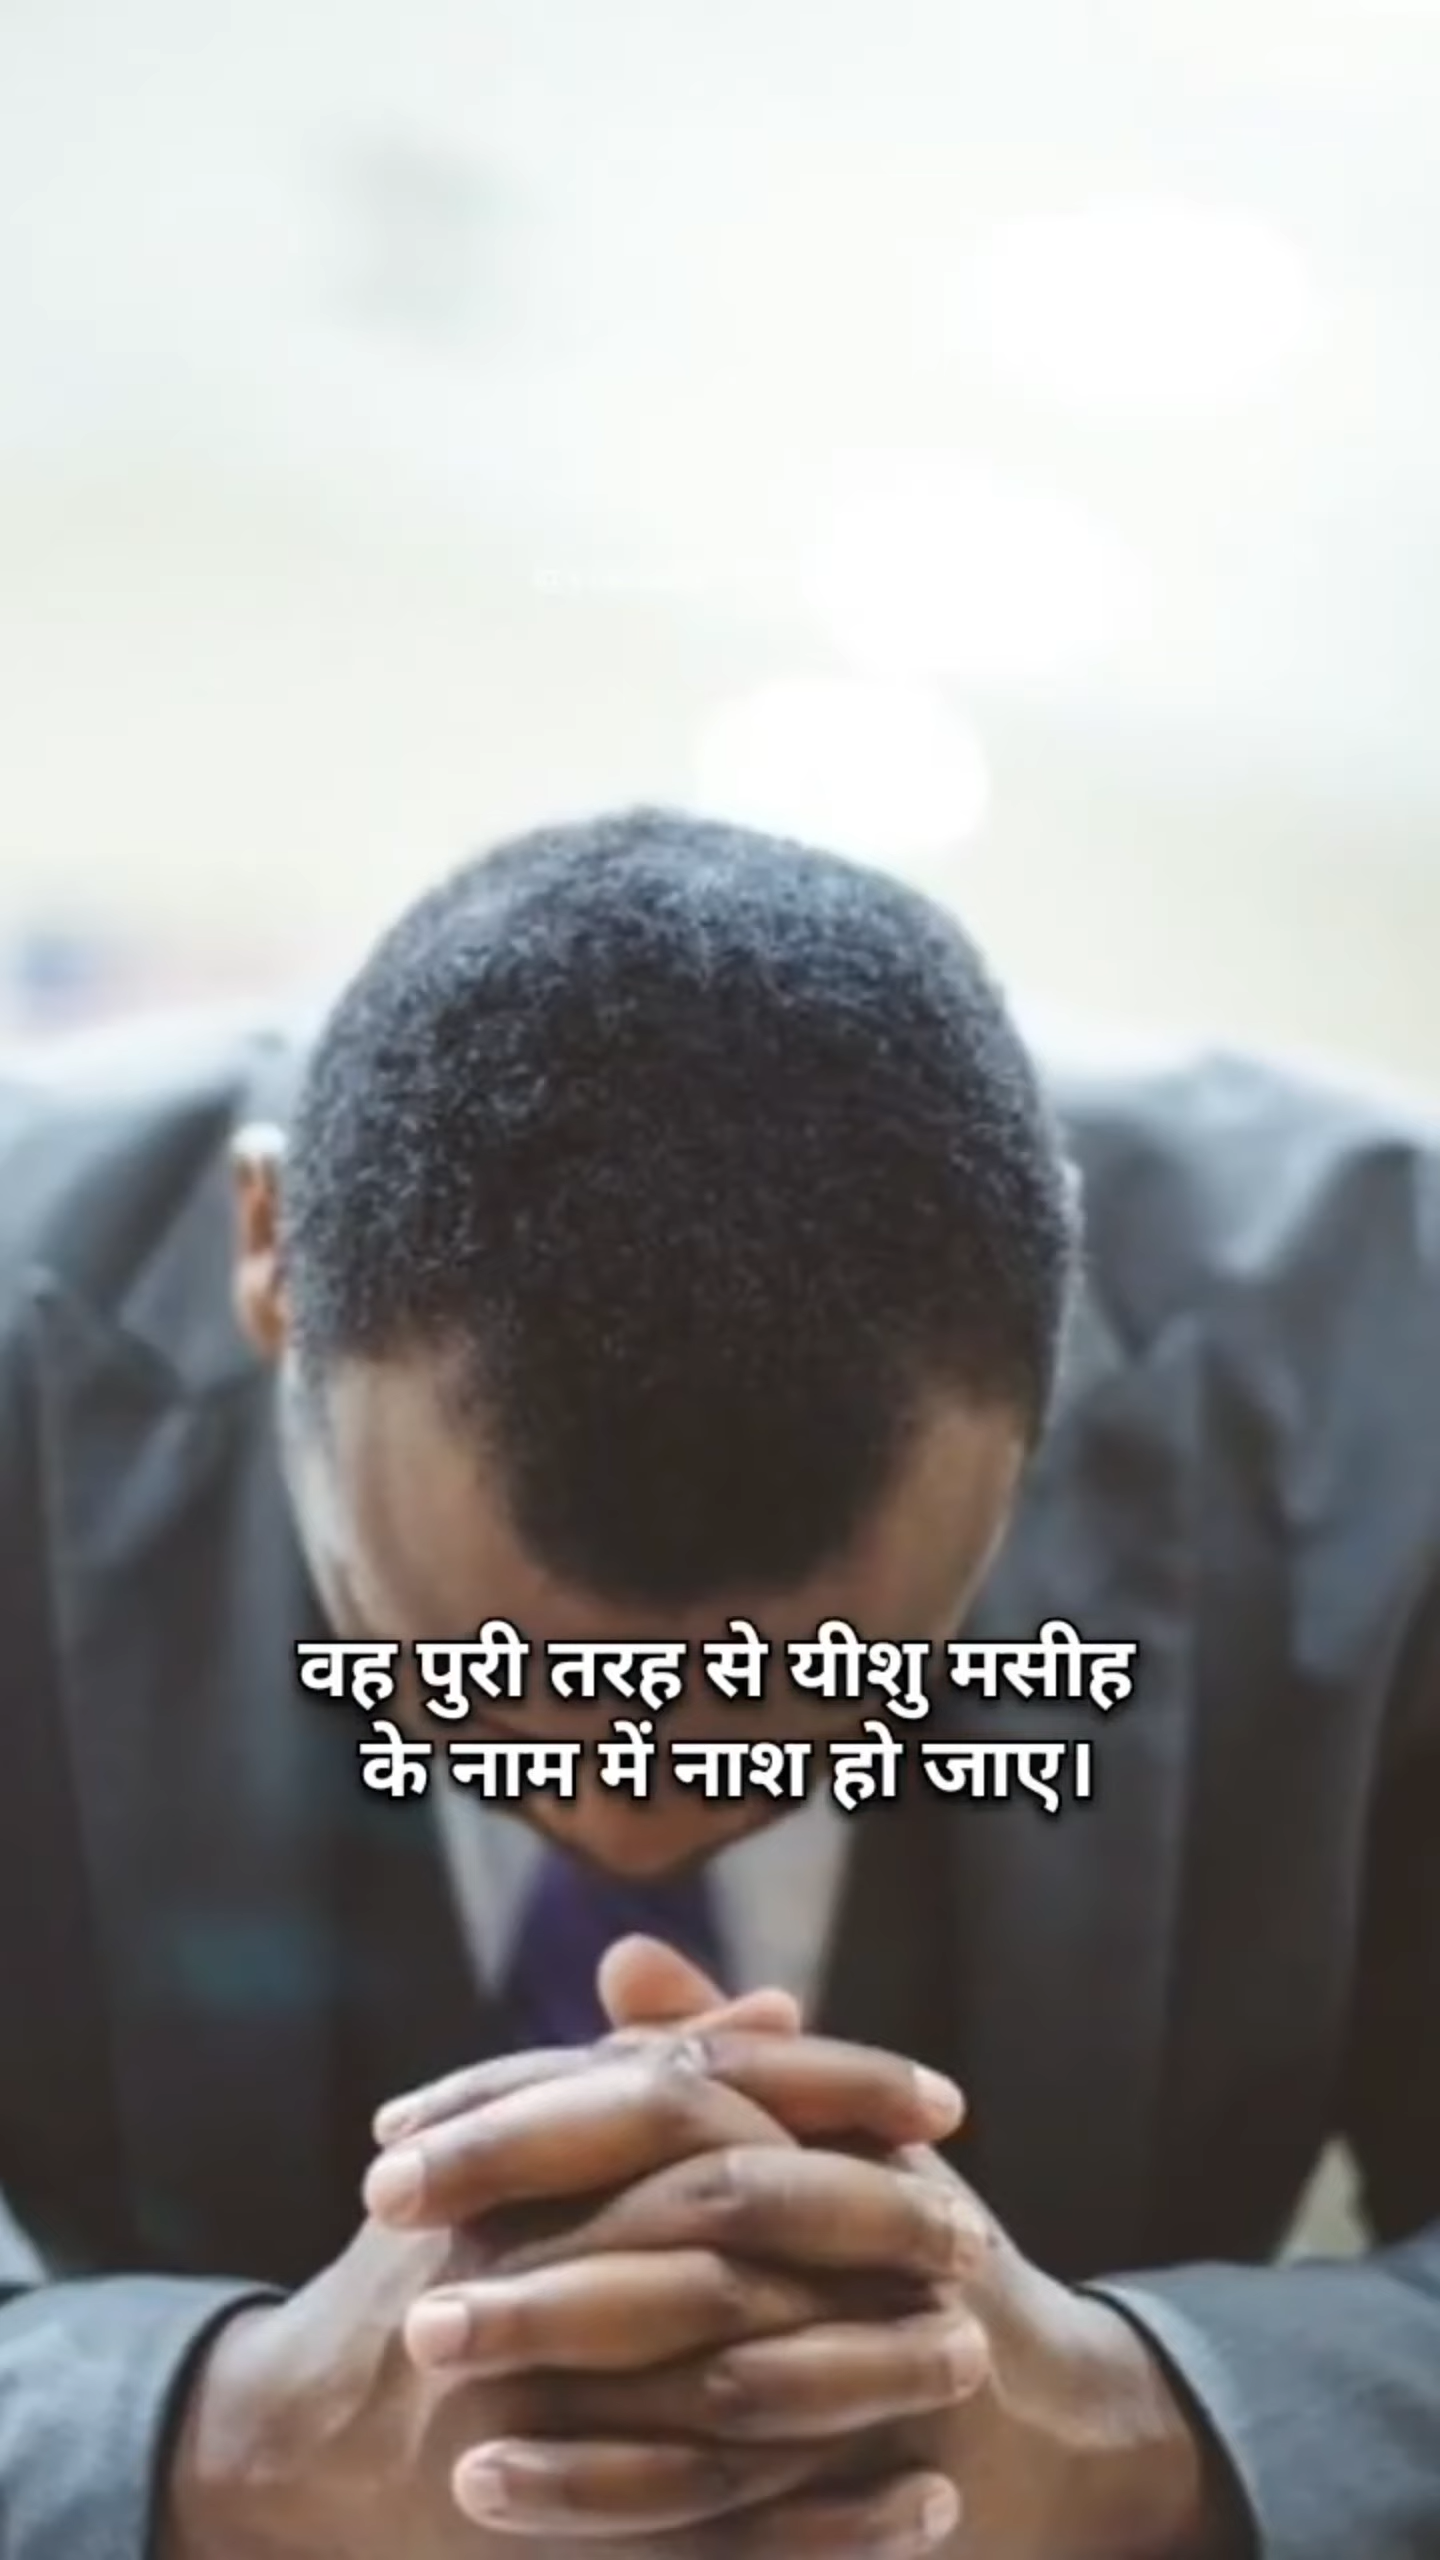 वह पुरी तरह से यीशु मसीह
के नाम में नाश हो जाए।